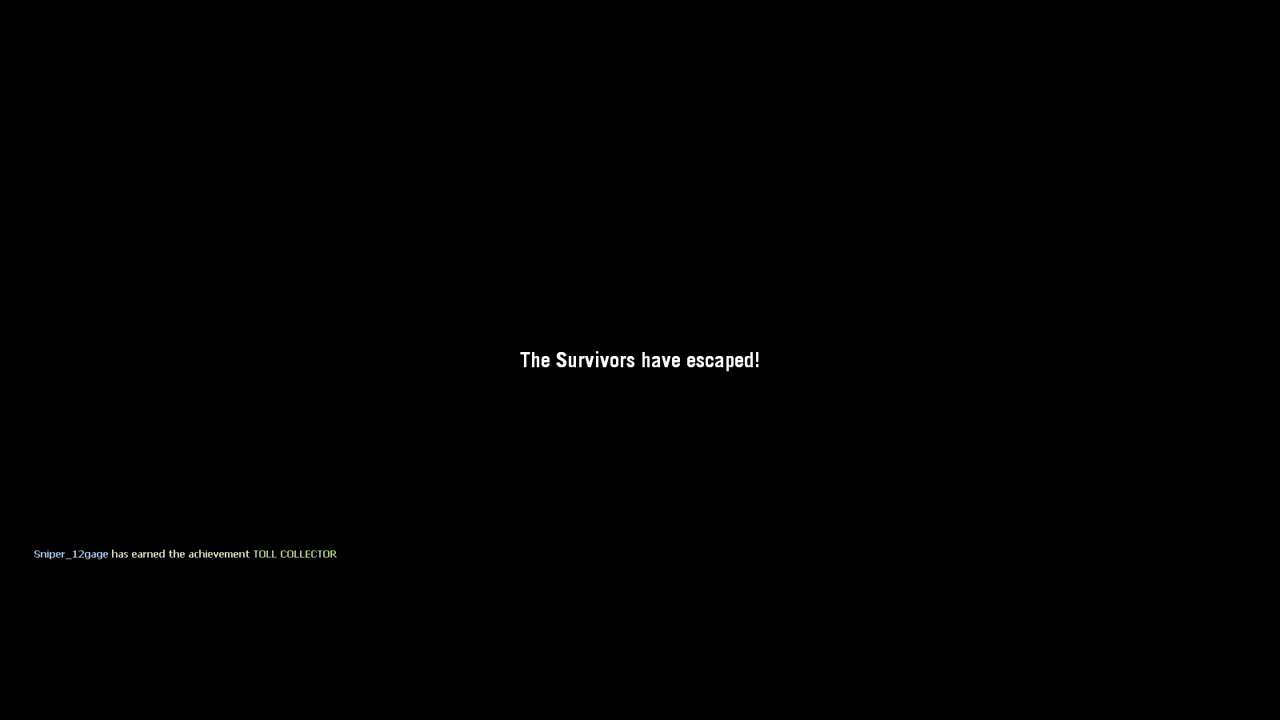 The Survivors have escaped!
Sniper_12gage has earned the achievement TOLL COLLECTOR